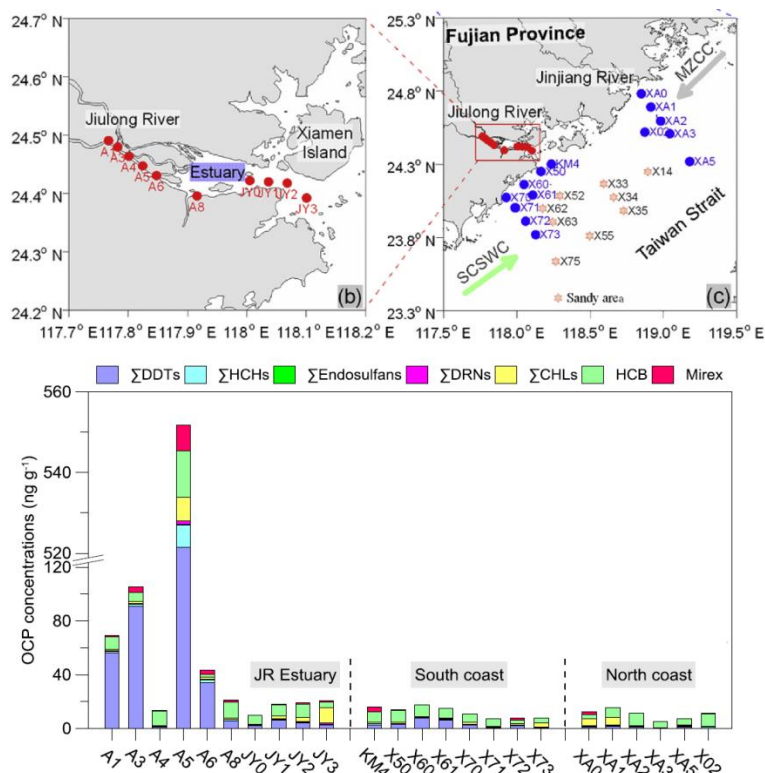 24.7° N
24.6° N
24.5° N
24.4° N
24.3° N
24.2° N
117.7° E
117.8° E
117.9° E
118° E
118.1° E
118.2° E
Jiulong River
Xiamen
Island
Estuary
A3
A4
A5
A6
A8
JY0
JY1
JY2
JY3
(b)
25.3° N
24.8° N
24.3° N
23.8° N
23.3° N
117.5° E
118° E
118.5° E
119° E
119.5° E
Fujian Province
Jinjiang River
MZCC
Jiulong River
XA0
XA1
XA2
X02
XA3
XA5
KM4
X50
X14
X60
X33
X70
X61
X52
X34
X71
X62
X35
X72
X63
X73
X55
X75
Taiwan Strait
SCSWC
Sandy area
(c)
∑DDTs ∑HCHs ∑Endosulfans ∑DRNs ∑CHLs HCB Mirex
OCP concentrations (ng g⁻¹)
560
540
520
120
80
40
0
JR Estuary
South coast
North coast
A1 A3 A4 A5 A6 A8 JY0 JY1 JY2 JY3 KM4 X50 X60 X61 X70 X71 X72 X73 XA0 XA1 XA2 XA3 XA5 X02